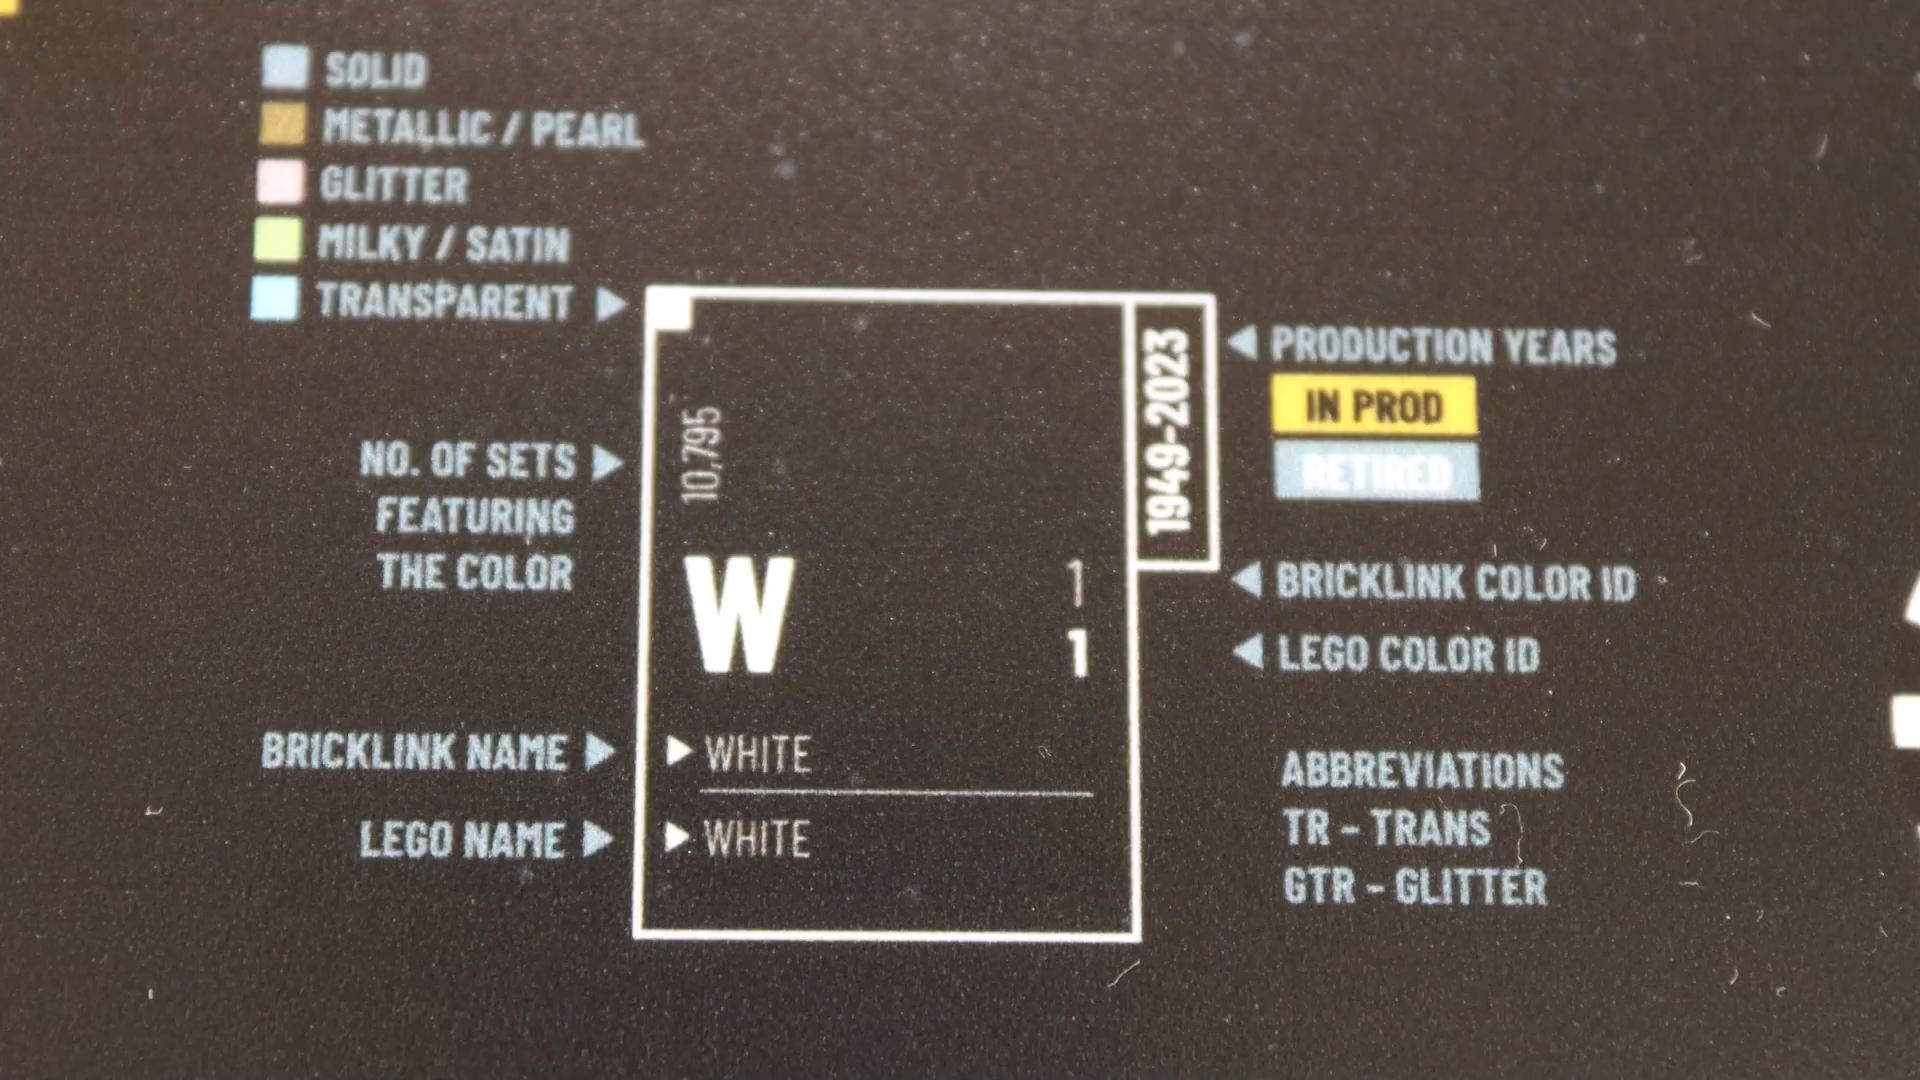 SOLID
METALLIC / PEARL
GLITTER
MILKY / SATIN
TRANSPARENT
NO. OF SETS
FEATURING
THE COLOR
BRICKLINK NAME
LEGO NAME
10,795
W
1
1
WHITE
WHITE
1949-2023
PRODUCTION YEARS
IN PROD
RETIRED
BRICKLINK COLOR ID
LEGO COLOR ID
ABBREVIATIONS
TR - TRANS
GTR - GLITTER